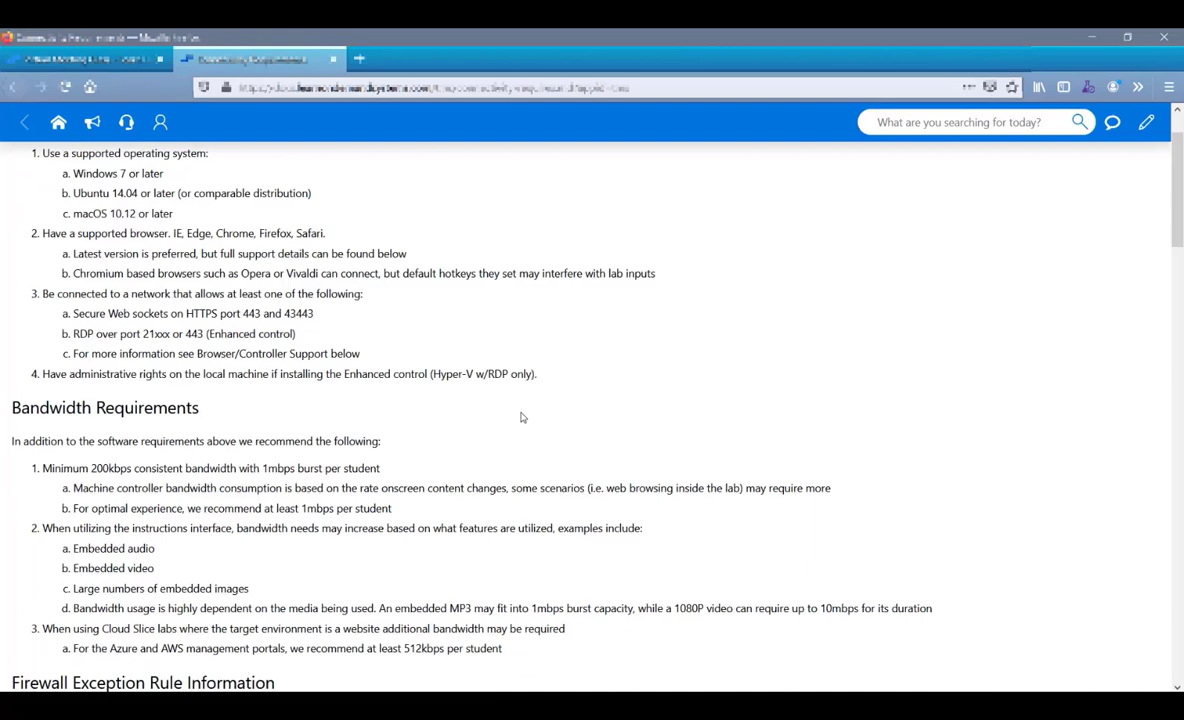 What are you searching for today?
1. Use a supported operating system:
a. Windows 7 or later
b. Ubuntu 14.04 or later (or comparable distribution)
c. macOS 10.12 or later
2. Have a supported browser. IE, Edge, Chrome, Firefox, Safari.
a. Latest version is preferred, but full support details can be found below
b. Chromium based browsers such as Opera or Vivaldi can connect, but default hotkeys they set may interfere with lab inputs
3. Be connected to a network that allows at least one of the following:
a. Secure Web sockets on HTTPS port 443 and 43443
b. RDP over port 21xxx or 443 (Enhanced control)
c. For more information see Browser/Controller Support below
4. Have administrative rights on the local machine if installing the Enhanced control (Hyper-V w/RDP only).
Bandwidth Requirements
In addition to the software requirements above we recommend the following:
1. Minimum 200kbps consistent bandwidth with 1mbps burst per student
a. Machine controller bandwidth consumption is based on the rate onscreen content changes, some scenarios (i.e. web browsing inside the lab) may require more
b. For optimal experience, we recommend at least 1mbps per student
2. When utilizing the instructions interface, bandwidth needs may increase based on what features are utilized, examples include:
a. Embedded audio
b. Embedded video
c. Large numbers of embedded images
d. Bandwidth usage is highly dependent on the media being used. An embedded MP3 may fit into 1mbps burst capacity, while a 1080P video can require up to 10mbps for its duration
3. When using Cloud Slice labs where the target environment is a website additional bandwidth may be required
a. For the Azure and AWS management portals, we recommend at least 512kbps per student
Firewall Exception Rule Information